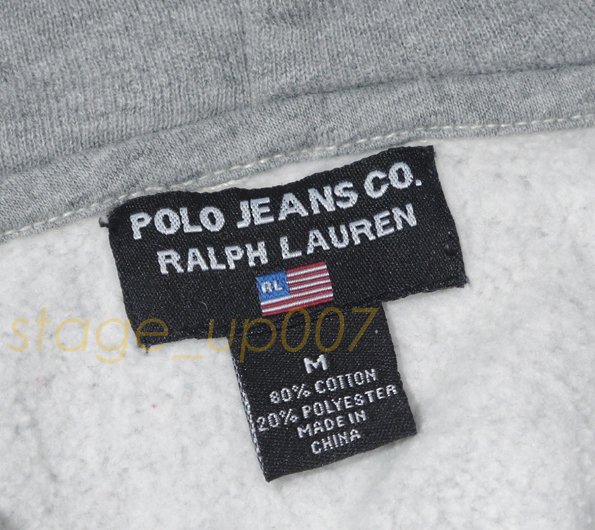 POLO JEANS CO.
RALPH LAUREN
RL
stage_up007
M
80% COTTON
20% POLYESTER
MADE IN
CHINA